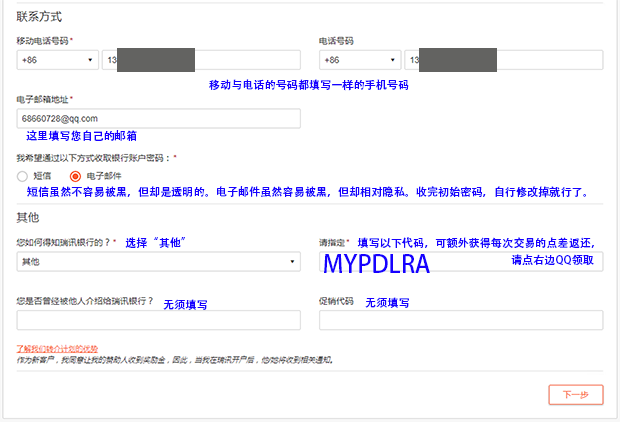 联系方式
移动电话号码* 电话号码
+86 13 +86 13
移动与电话的号码都填写一样的手机号码
电子邮箱地址*
68660728@qq.com
这里填写您自己的邮箱
我希望通过以下方式收取银行账户密码：*
短信 电子邮件
短信虽然不容易被黑，但却是透明的。电子邮件虽然容易被黑，但却相对隐私。收完初始密码，自行修改掉就行了。
其他
您如何得知瑞讯银行的？* 选择“其他” 请指定* 填写以下代码，可额外获得每次交易的点差返还，
其他 MYPDLRA 请点右边QQ领取
您是否曾经被他人介绍给瑞讯银行？ 无须填写 促销代码 无须填写
了解我们转介计划的优势
作为新客户，我同意让我的赞助人收到奖励金，因此，当我在瑞讯开户后，他/她将收到相关通知。
下一步